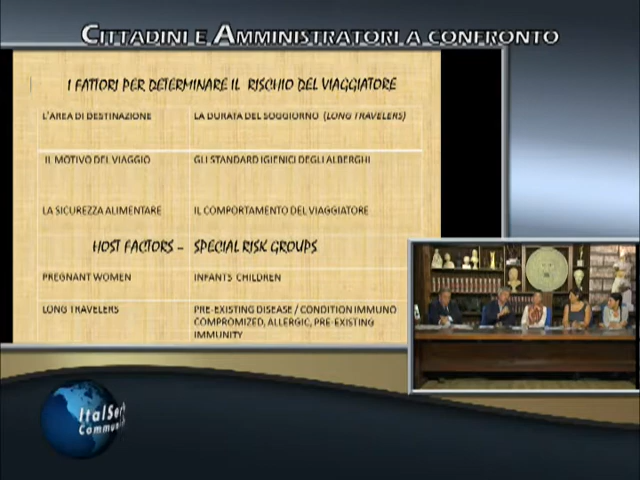 CITTADINI E AMMINISTRATORI A CONFRONTO
I FATTORI PER DETERMINARE IL RISCHIO DEL VIAGGIATORE
L'AREA DI DESTINAZIONE LA DURATA DEL SOGGIORNO (LONG TRAVELERS)
IL MOTIVO DEL VIAGGIO GLI STANDARD IGIENICI DEGLI ALBERGHI
LA SICUREZZA ALIMENTARE IL COMPORTAMENTO DEL VIAGGIATORE
HOST FACTORS – SPECIAL RISK GROUPS
PREGNANT WOMEN INFANTS CHILDREN
LONG TRAVELERS PRE-EXISTING DISEASE / CONDITION IMMUNO
COMPROMIZED, ALLERGIC, PRE-EXISTING
IMMUNITY